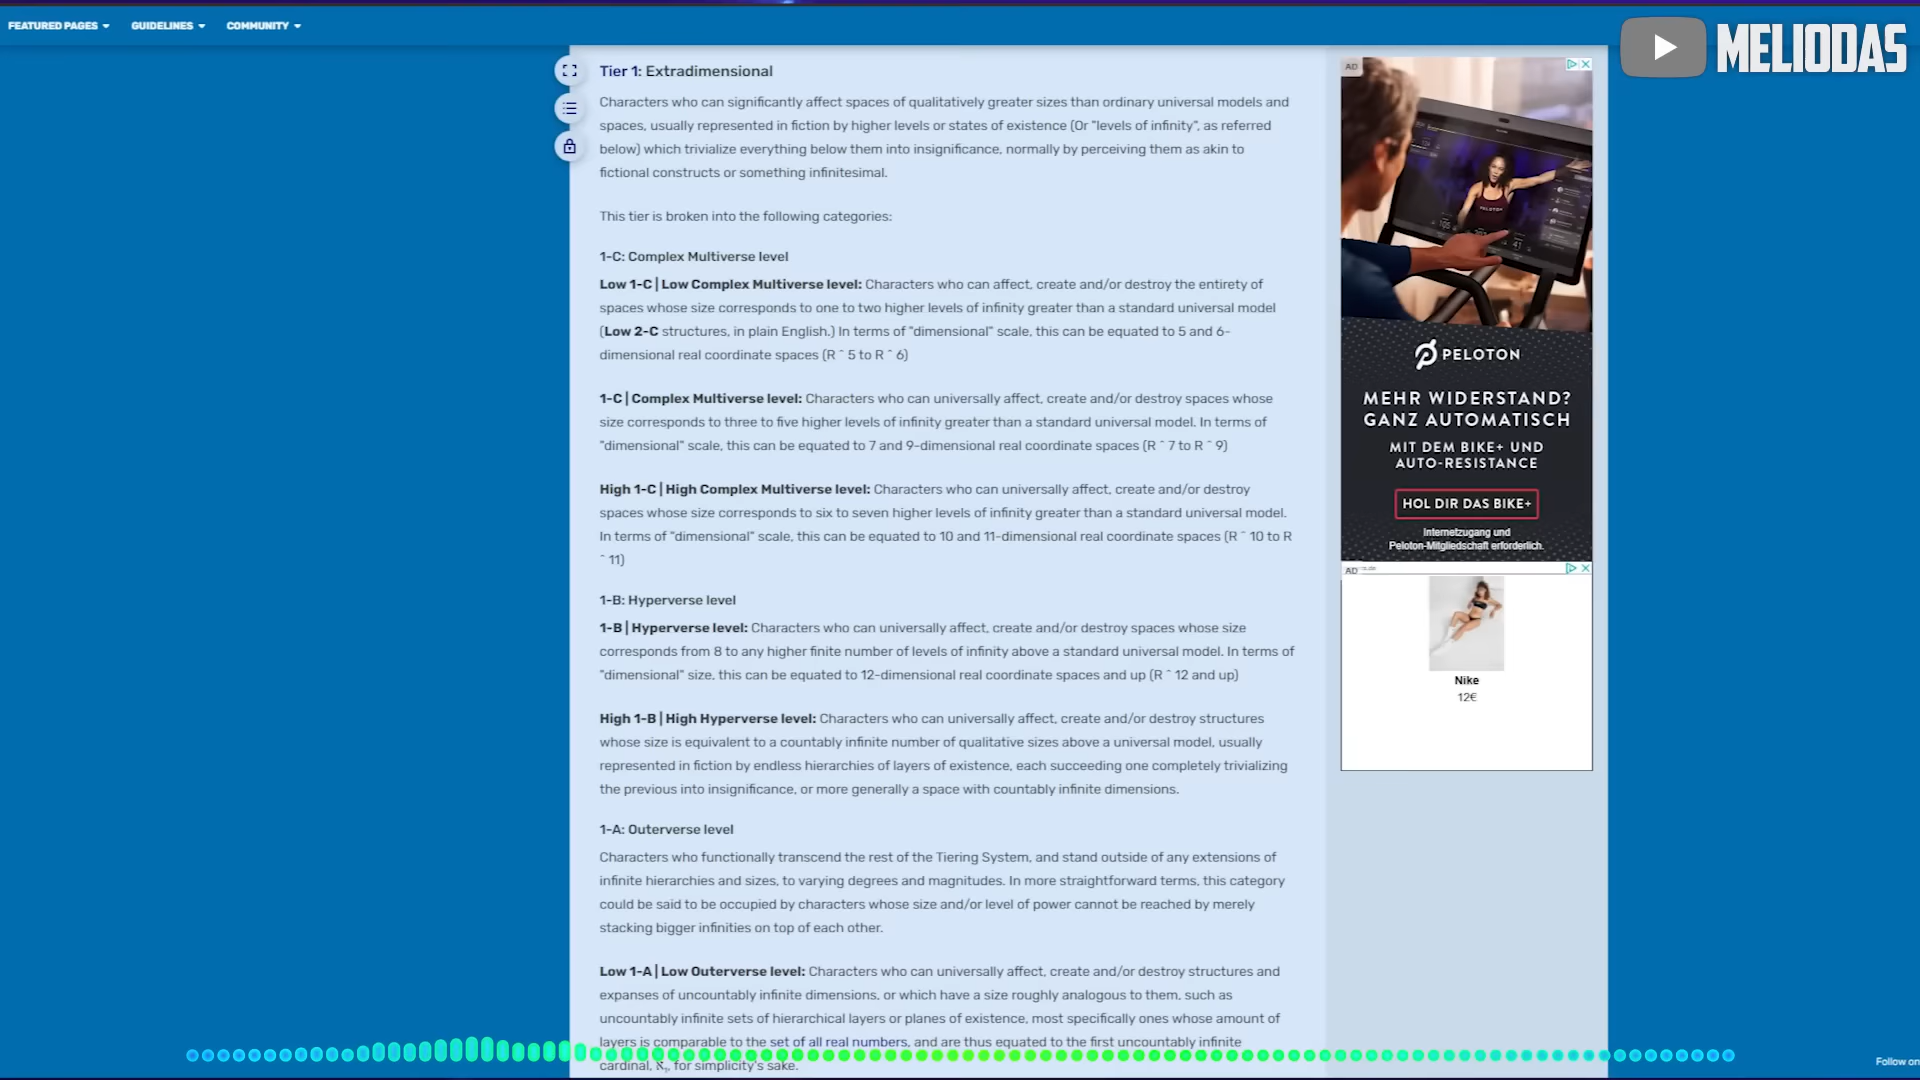 FEATURED PAGES
GUIDELINES
COMMUNITY
MELIODAS
Tier 1: Extradimensional
Characters who can significantly affect spaces of qualitatively greater sizes than ordinary universal models and
spaces, usually represented in fiction by higher levels or states of existence (Or "levels of infinity", as referred
below) which trivialize everything below them into insignificance, normally by perceiving them as akin to
fictional constructs or something infinitesimal.
This tier is broken into the following categories:
1-C: Complex Multiverse level
Low 1-C | Low Complex Multiverse level: Characters who can affect, create and/or destroy the entirety of
spaces whose size corresponds to one to two higher levels of infinity greater than a standard universal model
(Low 2-C structures, in plain English.) In terms of "dimensional" scale, this can be equated to 5 and 6-
dimensional real coordinate spaces (R ^ 5 to R ^ 6)
1-C | Complex Multiverse level: Characters who can universally affect, create and/or destroy spaces whose
size corresponds to three to five higher levels of infinity greater than a standard universal model. In terms of
"dimensional" scale, this can be equated to 7 and 9-dimensional real coordinate spaces (R ^ 7 to R ^ 9)
High 1-C | High Complex Multiverse level: Characters who can universally affect, create and/or destroy
spaces whose size corresponds to six to seven higher levels of infinity greater than a standard universal model.
In terms of "dimensional" scale, this can be equated to 10 and 11-dimensional real coordinate spaces (R ^ 10 to R
^ 11)
1-B: Hyperverse level
1-B | Hyperverse level: Characters who can universally affect, create and/or destroy spaces whose size
corresponds from 8 to any higher finite number of levels of infinity above a standard universal model. In terms of
"dimensional" size, this can be equated to 12-dimensional real coordinate spaces and up (R ^ 12 and up)
High 1-B | High Hyperverse level: Characters who can universally affect, create and/or destroy structures
whose size is equivalent to a countably infinite number of qualitative sizes above a universal model, usually
represented in fiction by endless hierarchies of layers of existence, each succeeding one completely trivializing
the previous into insignificance, or more generally a space with countably infinite dimensions.
1-A: Outerverse level
Characters who functionally transcend the rest of the Tiering System, and stand outside of any extensions of
infinite hierarchies and sizes, to varying degrees and magnitudes. In more straightforward terms, this category
could be said to be occupied by characters whose size and/or level of power cannot be reached by merely
stacking bigger infinities on top of each other.
Low 1-A | Low Outerverse level: Characters who can universally affect, create and/or destroy structures and
expanses of uncountably infinite dimensions, or which have a size roughly analogous to them, such as
uncountably infinite sets of hierarchical layers or planes of existence, most specifically ones whose amount of
layers is comparable to the set of all real numbers, and are thus equated to the first uncountably infinite
cardinal, ℵ₁, for simplicity's sake.
AD
PELOTON
105
41
PELOTON
MEHR WIDERSTAND?
GANZ AUTOMATISCH
MIT DEM BIKE+ UND
AUTO-RESISTANCE
HOL DIR DAS BIKE+
Internetzugang und
Peloton-Mitgliedschaft erforderlich.
AD
Nike
12€
Follow on